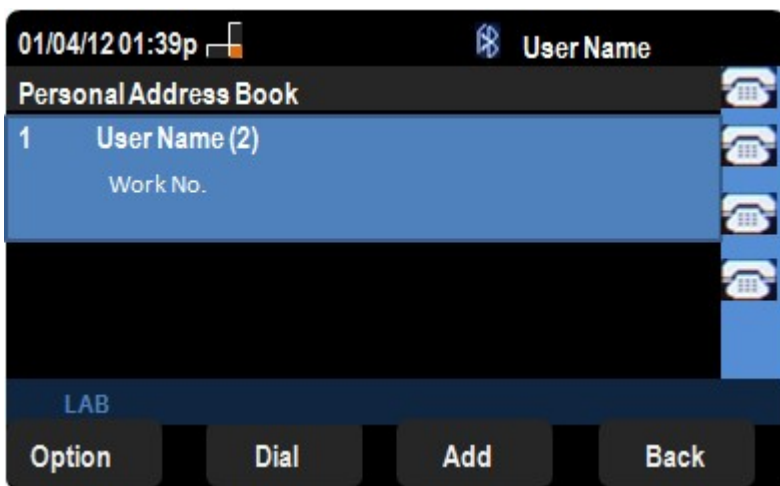 01/04/12 01:39p User Name
Personal Address Book
1 User Name (2)
Work No.
LAB
Option Dial Add Back